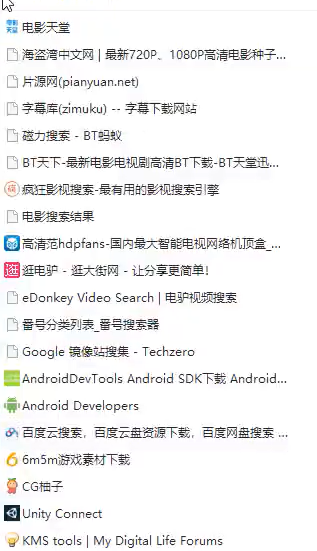 电影天堂
海盗湾中文网 | 最新720P、1080P高清电影种子...
片源网(pianyuan.net)
字幕库(zimuku) -- 字幕下载网站
磁力搜索 - BT蚂蚁
BT天下-最新电影电视剧高清BT下载-BT天堂迅...
疯狂影视搜索-最有用的影视搜索引擎
电影搜索结果
高清范hdpfans-国内最大智能电视网络机顶盒_...
逛电驴 - 逛大街网 - 让分享更简单!
eDonkey Video Search | 电驴视频搜索
番号分类列表_番号搜索器
Google 镜像站搜集 - Techzero
AndroidDevTools Android SDK下载 Android...
Android Developers
百度云搜索，百度云盘资源下载，百度网盘搜索 ...
6m5m游戏素材下载
CG柚子
Unity Connect
KMS tools | My Digital Life Forums